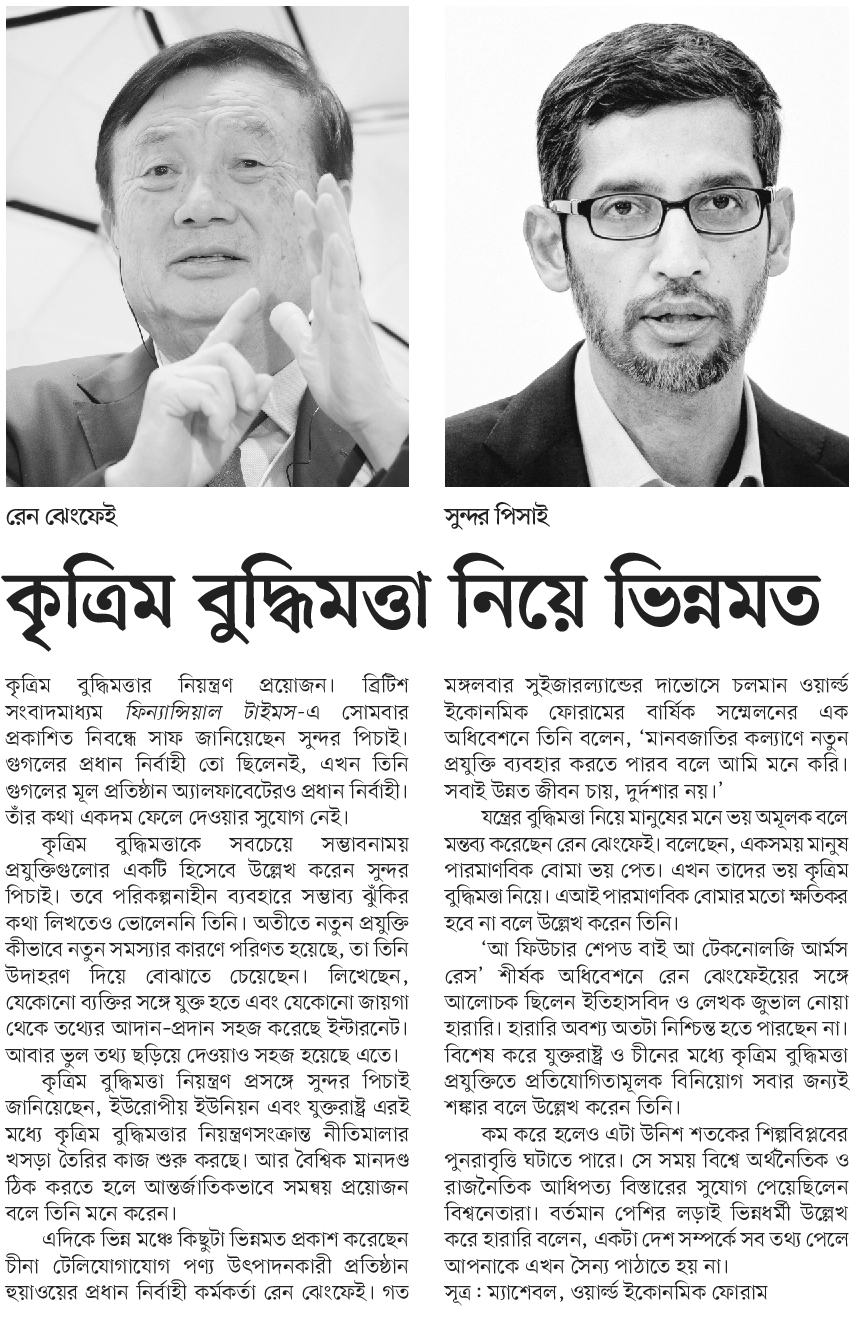 রেন ঝেংফেই
সুন্দর পিসাই
কৃত্রিম বুদ্ধিমত্তা নিয়ে ভিন্নমত
কৃত্রিম বুদ্ধিমত্তার নিয়ন্ত্রণ প্রয়োজন। ব্রিটিশ
সংবাদমাধ্যম ফিন্যান্সিয়াল টাইমস-এ সোমবার
প্রকাশিত নিবন্ধে সাফ জানিয়েছেন সুন্দর পিচাই।
গুগলের প্রধান নির্বাহী তো ছিলেনই, এখন তিনি
গুগলের মূল প্রতিষ্ঠান অ্যালফাবেটেরও প্রধান নির্বাহী।
তাঁর কথা একদম ফেলে দেওয়ার সুযোগ নেই।
কৃত্রিম বুদ্ধিমত্তাকে সবচেয়ে সম্ভাবনাময়
প্রযুক্তিগুলোর একটি হিসেবে উল্লেখ করেন সুন্দর
পিচাই। তবে পরিকল্পনাহীন ব্যবহারে সম্ভাব্য ঝুঁকির
কথা লিখতেও ভোলেননি তিনি। অতীতে নতুন প্রযুক্তি
কীভাবে নতুন সমস্যার কারণে পরিণত হয়েছে, তা তিনি
উদাহরণ দিয়ে বোঝাতে চেয়েছেন। লিখেছেন,
যেকোনো ব্যক্তির সঙ্গে যুক্ত হতে এবং যেকোনো জায়গা
থেকে তথ্যের আদান-প্রদান সহজ করেছে ইন্টারনেট।
আবার ভুল তথ্য ছড়িয়ে দেওয়াও সহজ হয়েছে এতে।
কৃত্রিম বুদ্ধিমত্তা নিয়ন্ত্রণ প্রসঙ্গে সুন্দর পিচাই
জানিয়েছেন, ইউরোপীয় ইউনিয়ন এবং যুক্তরাষ্ট্র এরই
মধ্যে কৃত্রিম বুদ্ধিমত্তার নিয়ন্ত্রণসংক্রান্ত নীতিমালার
খসড়া তৈরির কাজ শুরু করছে। আর বৈশ্বিক মানদণ্ড
ঠিক করতে হলে আন্তর্জাতিকভাবে সমন্বয় প্রয়োজন
বলে তিনি মনে করেন।
এদিকে ভিন্ন মঞ্চে কিছুটা ভিন্নমত প্রকাশ করেছেন
চীনা টেলিযোগাযোগ পণ্য উৎপাদনকারী প্রতিষ্ঠান
হুয়াওয়ের প্রধান নির্বাহী কর্মকর্তা রেন ঝেংফেই। গত
মঙ্গলবার সুইজারল্যান্ডের দাভোসে চলমান ওয়ার্ল্ড
ইকোনমিক ফোরামের বার্ষিক সম্মেলনের এক
অধিবেশনে তিনি বলেন, ‘মানবজাতির কল্যাণে নতুন
প্রযুক্তি ব্যবহার করতে পারব বলে আমি মনে করি।
সবাই উন্নত জীবন চায়, দুর্দশার নয়।’
যন্ত্রের বুদ্ধিমত্তা নিয়ে মানুষের মনে ভয় অমূলক বলে
মন্তব্য করেছেন রেন ঝেংফেই। বলেছেন, একসময় মানুষ
পারমাণবিক বোমা ভয় পেত। এখন তাদের ভয় কৃত্রিম
বুদ্ধিমত্তা নিয়ে। এআই পারমাণবিক বোমার মতো ক্ষতিকর
হবে না বলে উল্লেখ করেন তিনি।
‘আ ফিউচার শেপড বাই আ টেকনোলজি আর্মস
রেস’ শীর্ষক অধিবেশনে রেন ঝেংফেইয়ের সঙ্গে
আলোচক ছিলেন ইতিহাসবিদ ও লেখক জুভাল নোয়া
হারারি। হারারি অবশ্য অতটা নিশ্চিন্ত হতে পারছেন না।
বিশেষ করে যুক্তরাষ্ট্র ও চীনের মধ্যে কৃত্রিম বুদ্ধিমত্তা
প্রযুক্তিতে প্রতিযোগিতামূলক বিনিয়োগ সবার জন্যই
শঙ্কার বলে উল্লেখ করেন তিনি।
কম করে হলেও এটা উনিশ শতকের শিল্পবিপ্লবের
পুনরাবৃত্তি ঘটাতে পারে। সে সময় বিশ্বে অর্থনৈতিক ও
রাজনৈতিক আধিপত্য বিস্তারের সুযোগ পেয়েছিলেন
বিশ্বনেতারা। বর্তমান পেশির লড়াই ভিন্নধর্মী উল্লেখ
করে হারারি বলেন, একটা দেশ সম্পর্কে সব তথ্য পেলে
আপনাকে এখন সৈন্য পাঠাতে হয় না।
সূত্র : ম্যাশেবল, ওয়ার্ল্ড ইকোনমিক ফোরাম